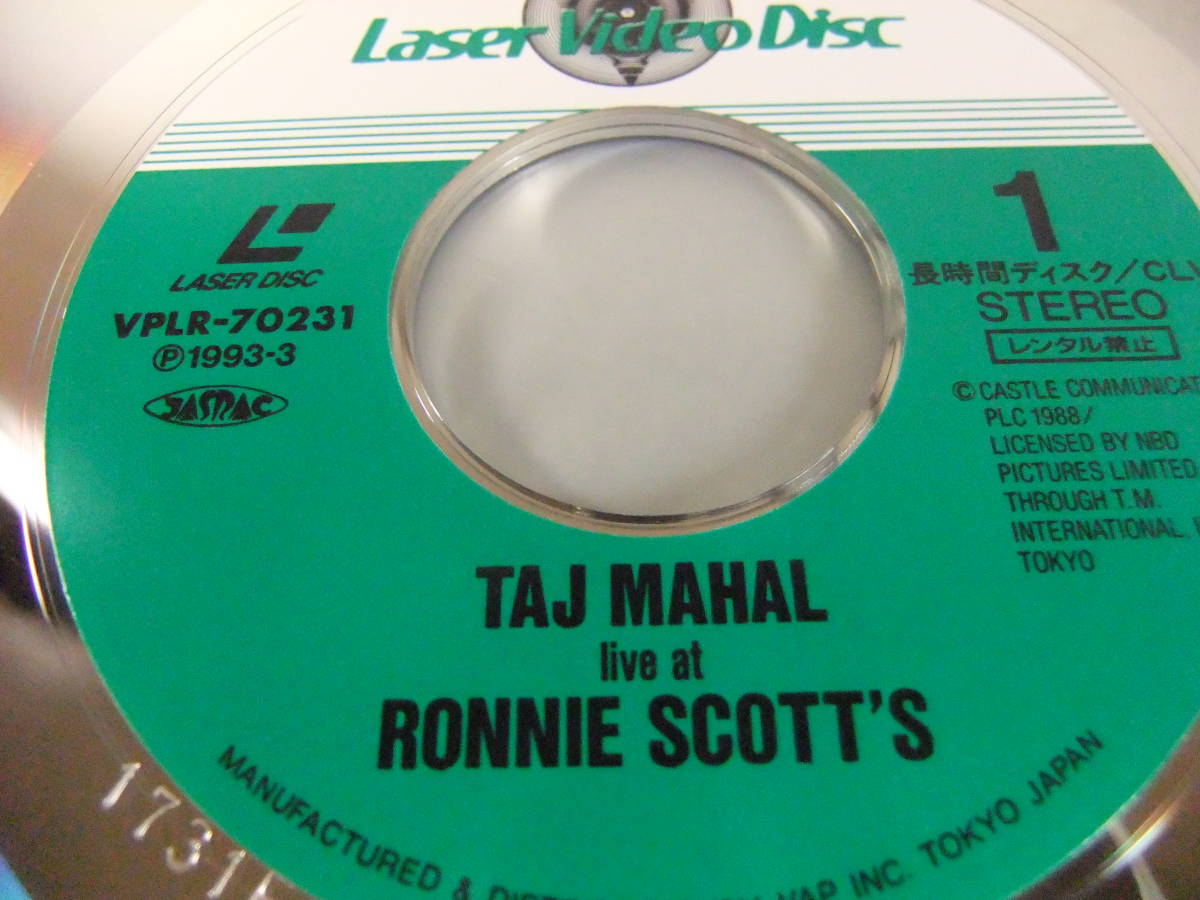 Laser Video Disc
LASER DISC
VPLR-70231
Ⓟ1993-3
JASRAC
1
長時間ディスク/CLV
STEREO
レンタル禁止
© CASTLE COMMUNICAT
PLC 1988/
LICENSED BY NBD
PICTURES LIMITED
THROUGH T.M.
INTERNATIONAL.
TOKYO
TAJ MAHAL
live at
RONNIE SCOTT'S
MANUFACTURED & VAP INC. TOKYO JAPAN
1731